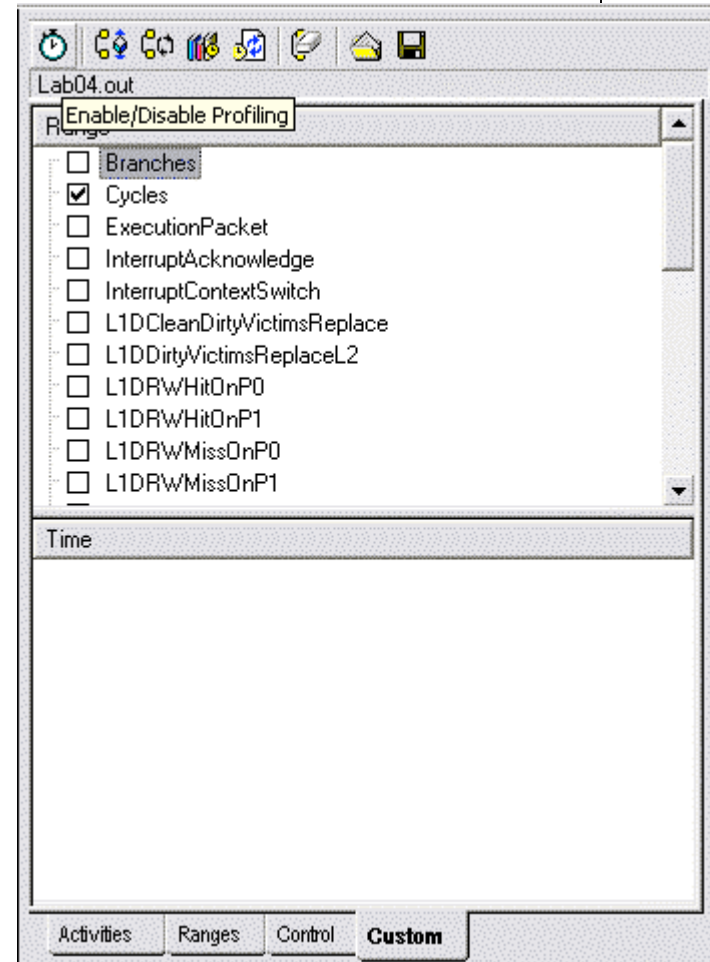 Lab04.out
Enable/Disable Profiling
Range
Branches
Cycles
ExecutionPacket
InterruptAcknowledge
InterruptContextSwitch
L1DCleanDirtyVictimsReplace
L1DDirtyVictimsReplaceL2
L1DRWHitOnP0
L1DRWHitOnP1
L1DRWMissOnP0
L1DRWMissOnP1
Time
Activities Ranges Control Custom